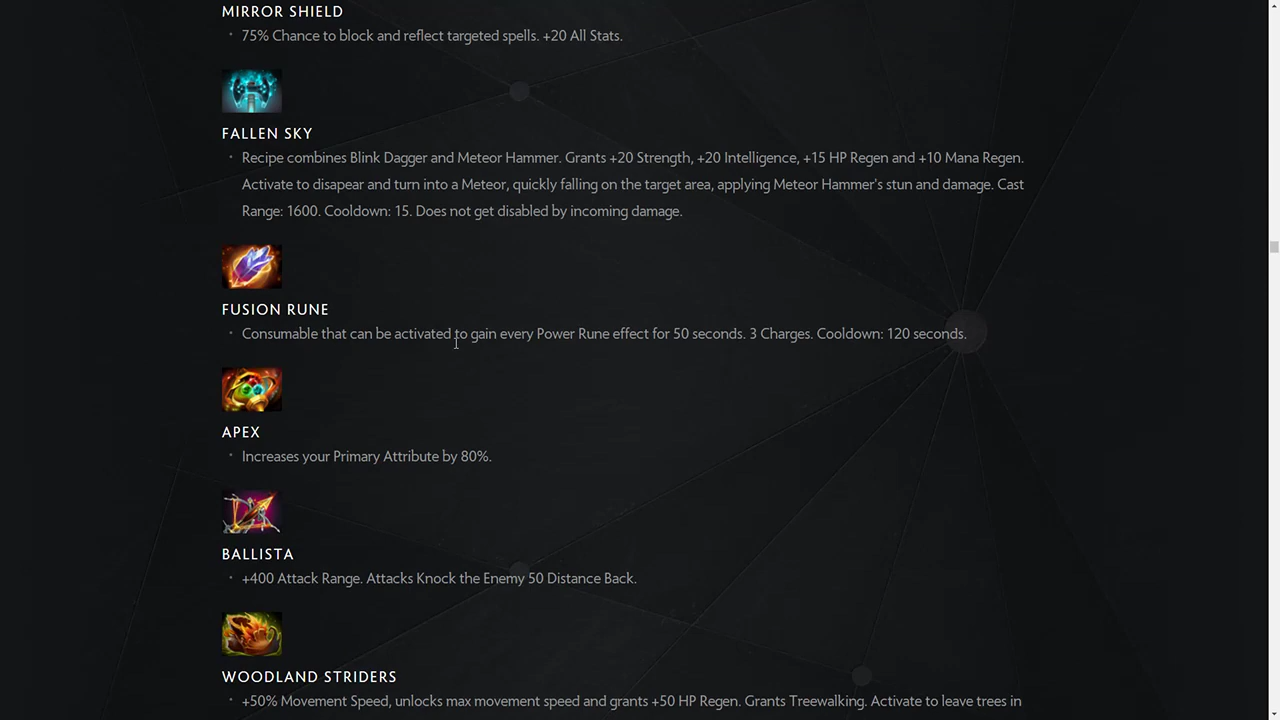 MIRROR SHIELD
75% Chance to block and reflect targeted spells. +20 All Stats.
FALLEN SKY
Recipe combines Blink Dagger and Meteor Hammer. Grants +20 Strength, +20 Intelligence, +15 HP Regen and +10 Mana Regen.
Activate to disapear and turn into a Meteor, quickly falling on the target area, applying Meteor Hammer's stun and damage. Cast
Range: 1600. Cooldown: 15. Does not get disabled by incoming damage.
FUSION RUNE
Consumable that can be activated to gain every Power Rune effect for 50 seconds. 3 Charges. Cooldown: 120 seconds.
APEX
Increases your Primary Attribute by 80%.
BALLISTA
+400 Attack Range. Attacks Knock the Enemy 50 Distance Back.
WOODLAND STRIDERS
+50% Movement Speed, unlocks max movement speed and grants +50 HP Regen. Grants Treewalking. Activate to leave trees in